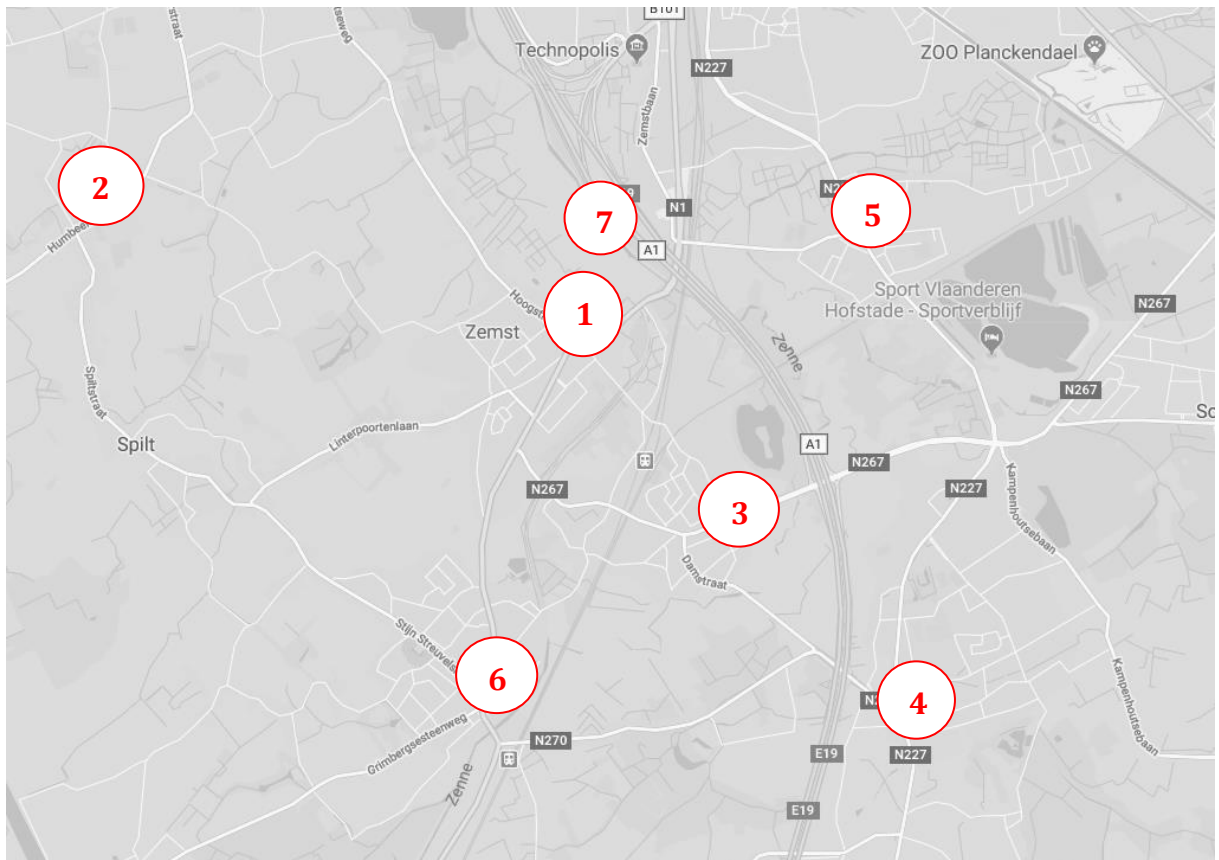 B101
Technopolis
ZOO Planckendael
N227
Zemstbaan
2
5
7
N1
A1
Sport Vlaanderen
Hofstade - Sportverblijf
N267
1
Zemst
Zenne
N267
Spiltstraat
Spilt
Linterpoortenlaan
A1
N267
N267
N227
3
Kampenhoutsebaan
Damstraat
Stijn Streuvels
6
4
Kampenhoutsebaan
Grimbergsesteenweg
N270
N227
E19
Zenne
E19